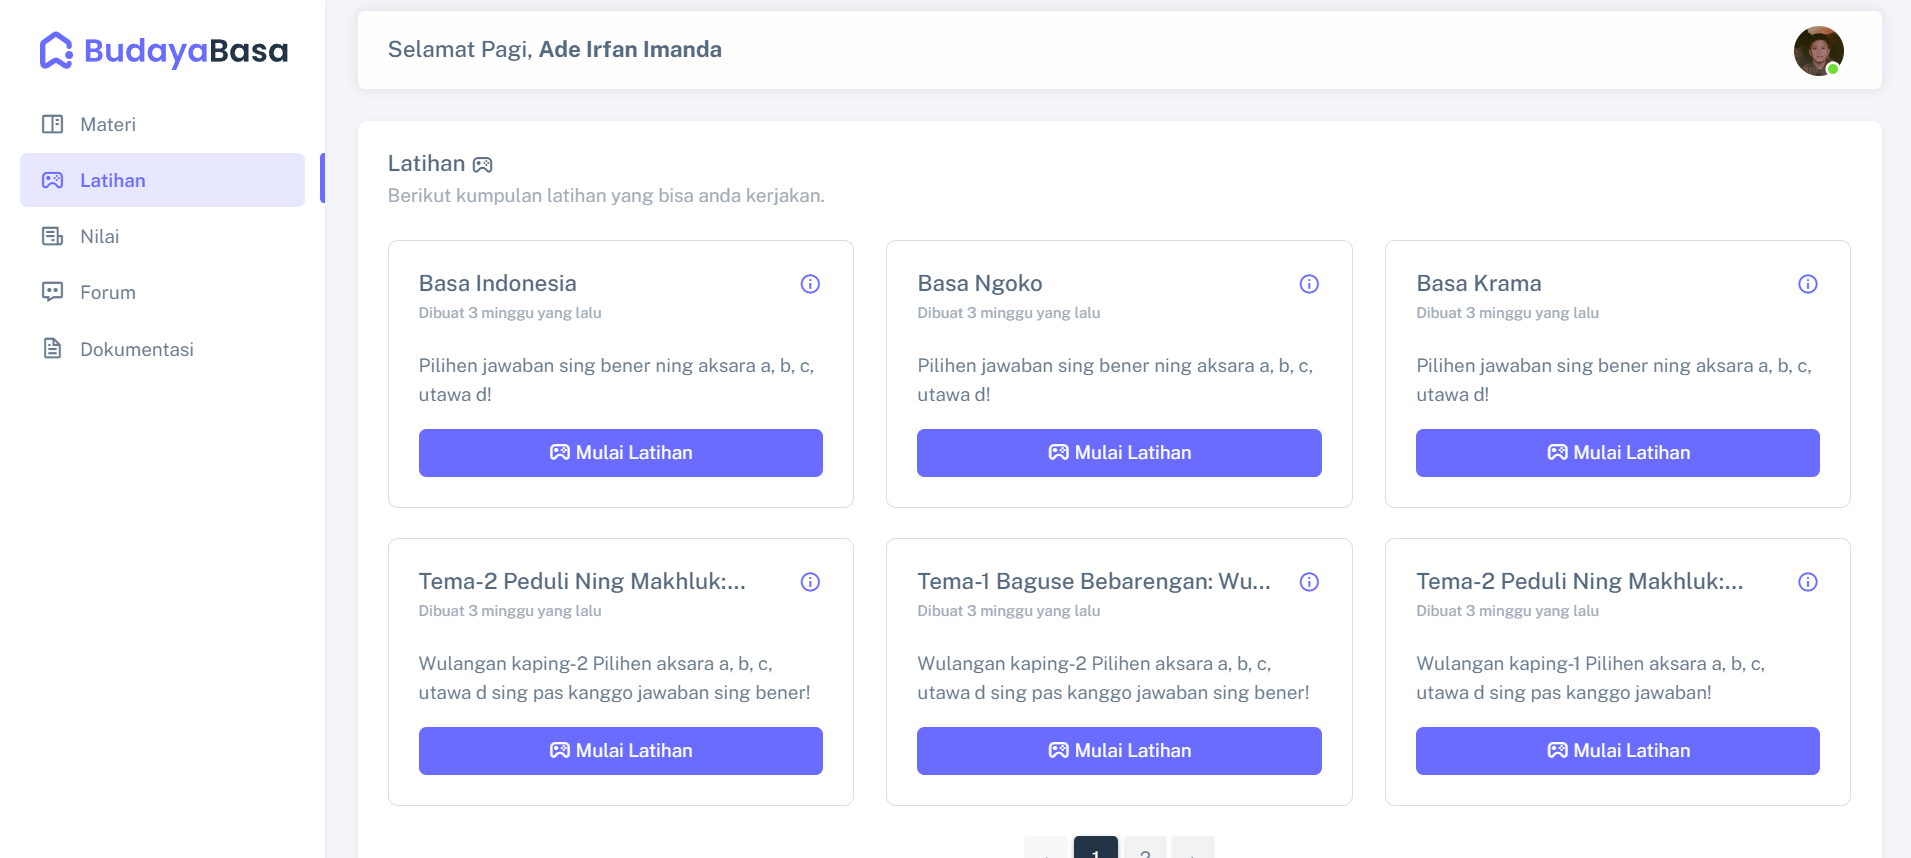 BudayaBasa
Materi
Latihan
Nilai
Forum
Dokumentasi
Selamat Pagi, Ade Irfan Imanda
Latihan
Berikut kumpulan latihan yang bisa anda kerjakan.
Basa Indonesia
Dibuat 3 minggu yang lalu
Pilihen jawaban sing bener ning aksara a, b, c,
utawa d!
Mulai Latihan
Basa Ngoko
Dibuat 3 minggu yang lalu
Pilihen jawaban sing bener ning aksara a, b, c,
utawa d!
Mulai Latihan
Basa Krama
Dibuat 3 minggu yang lalu
Pilihen jawaban sing bener ning aksara a, b, c,
utawa d!
Mulai Latihan
Tema-2 Peduli Ning Makhluk:...
Dibuat 3 minggu yang lalu
Wulangan kaping-2 Pilihen aksara a, b, c,
utawa d sing pas kanggo jawaban sing bener!
Mulai Latihan
Tema-1 Baguse Bebarengan: Wu...
Dibuat 3 minggu yang lalu
Wulangan kaping-2 Pilihen aksara a, b, c,
utawa d sing pas kanggo jawaban sing bener!
Mulai Latihan
Tema-2 Peduli Ning Makhluk:...
Dibuat 3 minggu yang lalu
Wulangan kaping-1 Pilihen aksara a, b, c,
utawa d sing pas kanggo jawaban!
Mulai Latihan
1 2